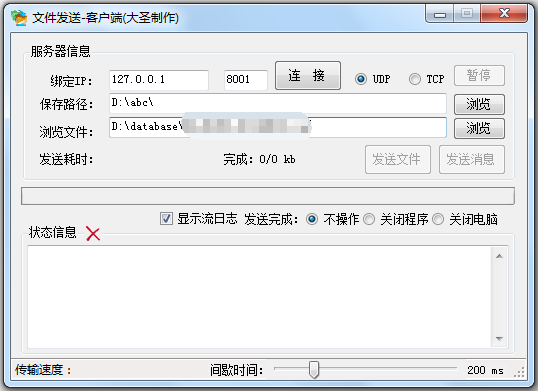 文件发送-客户端(大圣制作)
服务器信息
绑定IP: 127.0.0.1 8001 连 接 UDP TCP 暂停
保存路径: D:\abc\ 浏览
浏览文件: D:\database\ 浏览
发送耗时: 完成: 0/0 kb 发送文件 发送消息
显示流日志 发送完成: 不操作 关闭程序 关闭电脑
状态信息
传输速度: 间歇时间: 200 ms